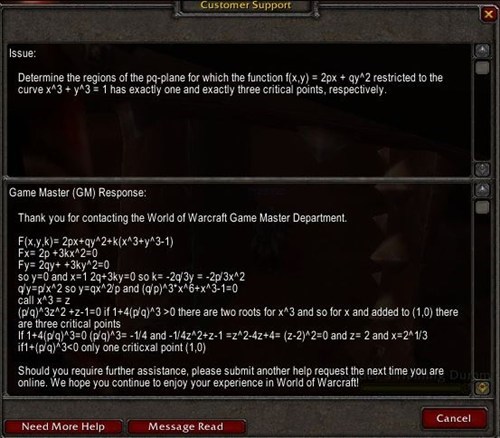 Customer Support
Issue:
Determine the regions of the pq-plane for which the function f(x,y) = 2px + qy^2 restricted to the
curve x^3 + y^3 = 1 has exactly one and exactly three critical points, respectively.
Game Master (GM) Response:
Thank you for contacting the World of Warcraft Game Master Department.
F(x,y,k)= 2px+qy^2+k(x^3+y^3-1)
Fx= 2p +3kx^2=0
Fy= 2qy+ +3ky^2=0
so y=0 and x=1 2q+3ky=0 so k= -2q/3y = -2p/3x^2
q/y=p/x^2 so y=qx^2/p and (q/p)^3*x^6+x^3-1=0
call x^3 = z
(p/q)^3z^2 +z-1=0 if 1+4(p/q)^3 >0 there are two roots for x^3 and so for x and added to (1,0) there
are three critical points
If 1+4(p/q)^3=0 (p/q)^3= -1/4 and -1/4z^2+z-1 =z^2-4z+4= (z-2)^2=0 and z= 2 and x=2^1/3
if1+(p/q)^3<0 only one criticxal point (1,0)
Should you require further assistance, please submit another help request the next time you are
online. We hope you continue to enjoy your experience in World of Warcraft!
Need More Help
Message Read
Cancel